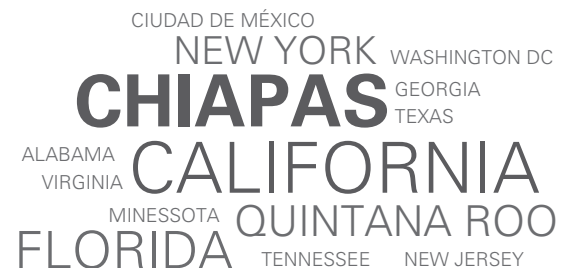 CIUDAD DE MÉXICO
NEW YORK
WASHINGTON DC
CHIAPAS
GEORGIA
TEXAS
ALABAMA
CALIFORNIA
VIRGINIA
MINESSOTA
QUINTANA ROO
FLORIDA
TENNESSEE
NEW JERSEY